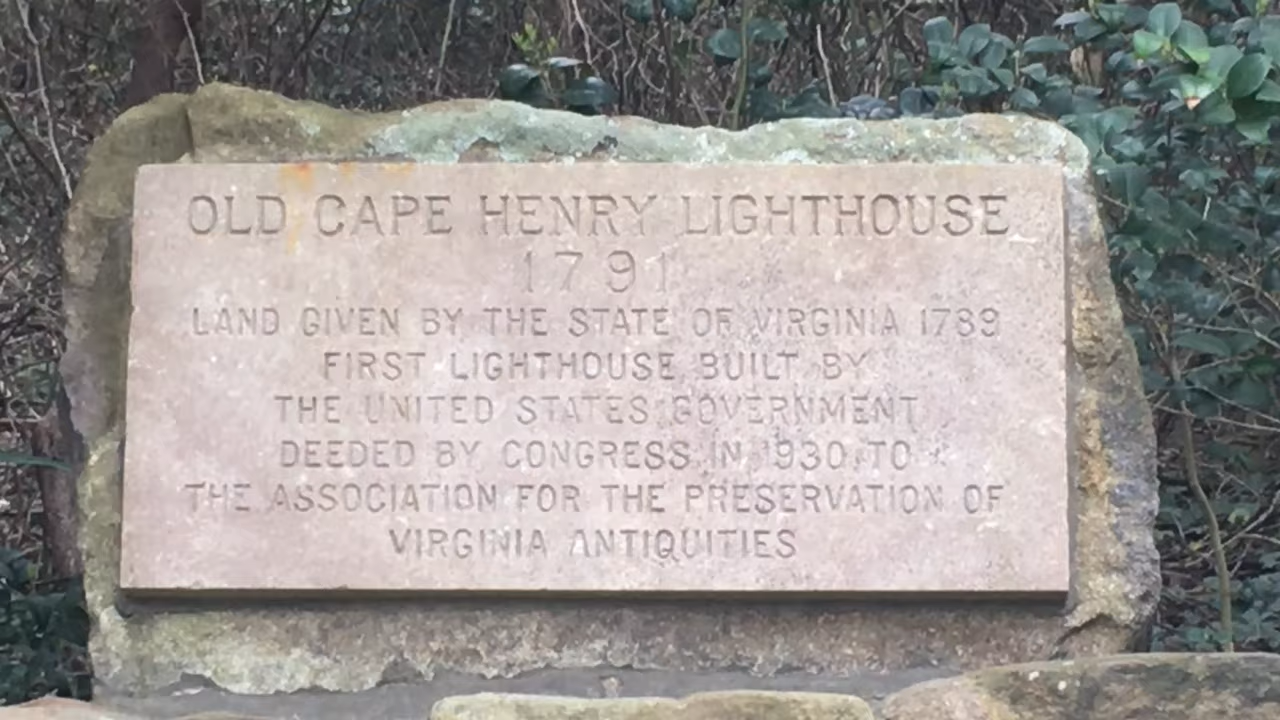 OLD CAPE HENRY LIGHTHOUSE
1791
LAND GIVEN BY THE STATE OF VIRGINIA 1789
FIRST LIGHTHOUSE BUILT BY
THE UNITED STATES GOVERNMENT
DEEDED BY CONGRESS IN 1930 TO
THE ASSOCIATION FOR THE PRESERVATION OF
VIRGINIA ANTIQUITIES